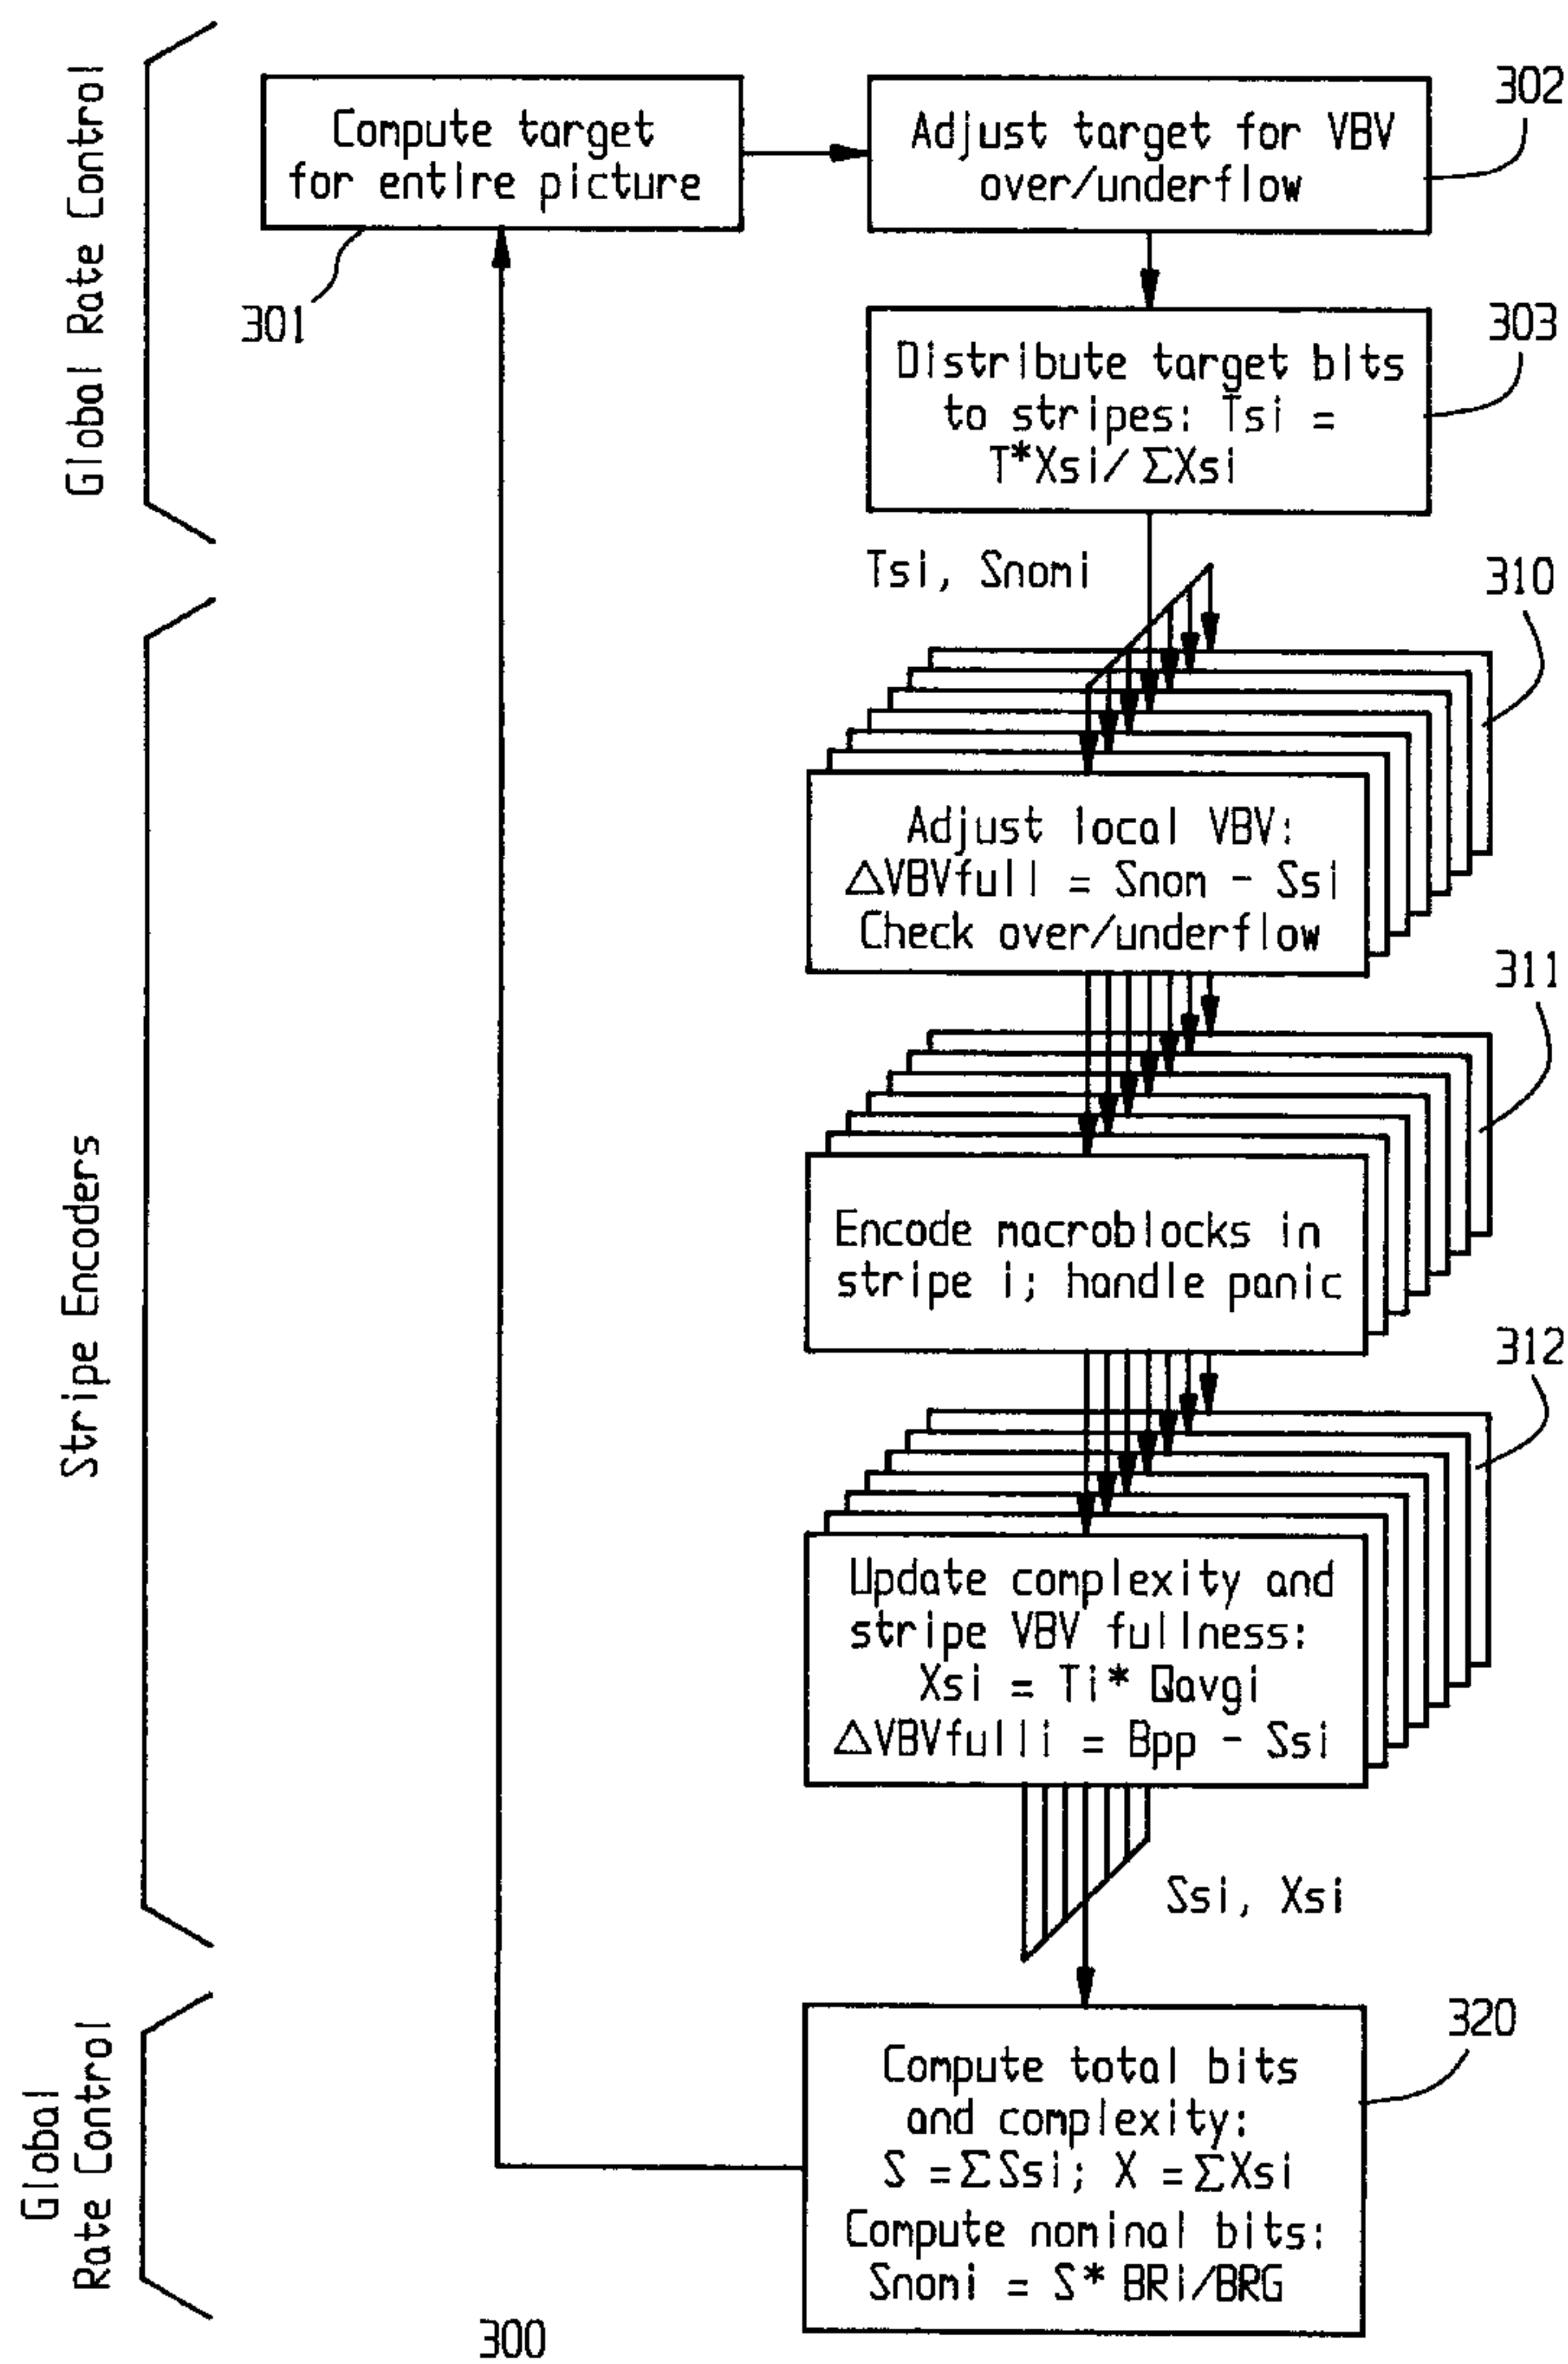 Global Rate Control
Compute target
for entire picture
301
Adjust target for VBV
over/underflow
302
Distribute target bits
to stripes: Tsi =
T*Xsi/ΣXsi
303
Tsi, Snomi
Stripe Encoders
310
Adjust local VBV:
△VBVfull = Snom - Ssi
Check over/underflow
311
Encode macroblocks in
stripe i; handle panic
312
Update complexity and
stripe VBV fullness:
Xsi = Ti* Qavgi
△VBVfulli = Bpp - Ssi
Ssi, Xsi
Global
Rate Control
320
Compute total bits
and complexity:
S =ΣSsi; X =ΣXsi
Compute nominal bits:
Snomi = S* BRi/BRG
300